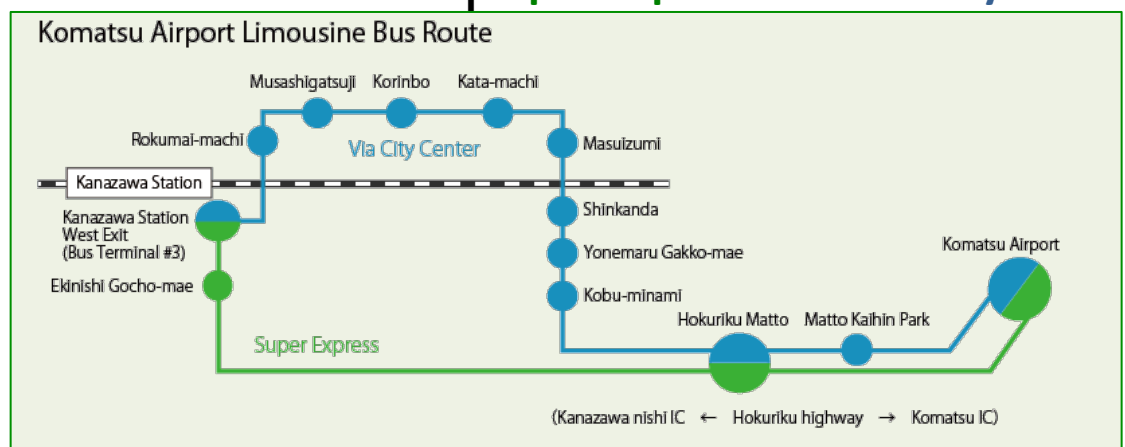 Komatsu Airport Limousine Bus Route
Musashigatsuji
Korinbo
Kata-machi
Rokumai-machi
Via City Center
Masuizumi
Kanazawa Station
Kanazawa Station
West Exit
(Bus Terminal #3)
Shinkanda
Yonemaru Gakko-mae
Komatsu Airport
Ekinishi Gocho-mae
Kobu-minami
Hokuriku Matto
Matto Kaihin Park
Super Express
(Kanazawa nishi IC ← Hokuriku highway → Komatsu IC)